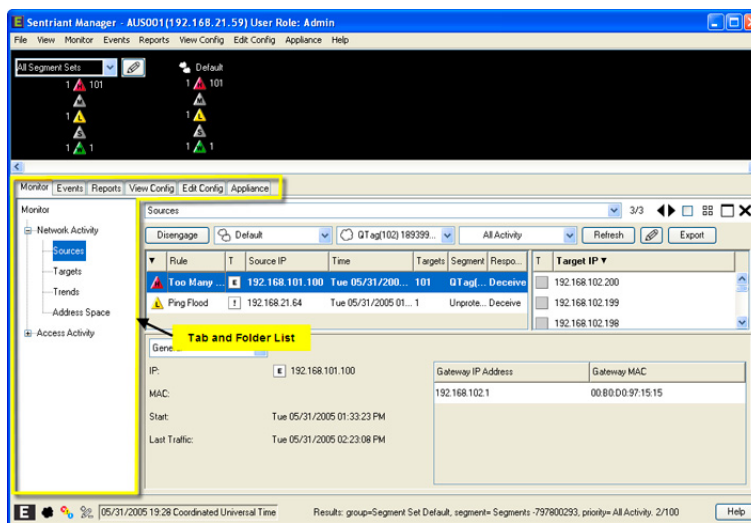 Sentriant Manager - AUS001(192.168.21.59) User Role: Admin
File View Monitor Events Reports View Config Edit Config Appliance Help
All Segment Sets
Default
1 H 101
1 H 101
M
M
1 L
1 L
S
S
1 1
1 1
Monitor Events Reports View Config Edit Config Appliance
Monitor
Network Activity
Sources
Targets
Trends
Address Space
Access Activity
Sources 3/3
Disengage Default QTag(102) 189399... All Activity Refresh Export
Rule T Source IP Time Targets Segment Respo... T Target IP
Too Many ... E 192.168.101.100 Tue 05/31/200... 101 QTag(... Deceive
Ping Flood ! 192.168.21.64 Tue 05/31/2005 01... 1 Unprote... Deceive
192.168.102.200
192.168.102.199
192.168.102.198
Tab and Folder List
IP: E 192.168.101.100
MAC:
Start: Tue 05/31/2005 01:33:23 PM
Last Traffic: Tue 05/31/2005 02:23:08 PM
Gateway IP Address Gateway MAC
192.168.102.1 00:B0:D0:97:15:15
E 05/31/2005 19:28 Coordinated Universal Time Results: group=Segment Set Default, segment= Segments -797800293, priority= All Activity. 2/100 Help